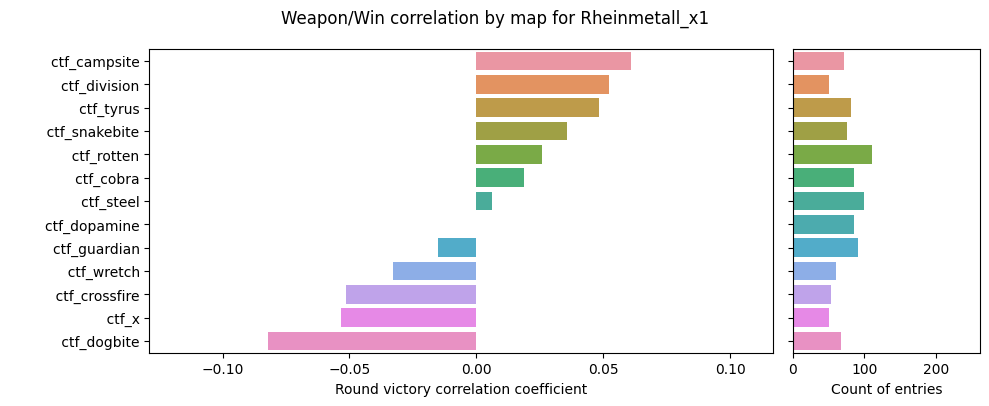 Weapon/Win correlation by map for Rheinmetall_x1
ctf_campsite
ctf_division
ctf_tyrus
ctf_snakebite
ctf_rotten
ctf_cobra
ctf_steel
ctf_dopamine
ctf_guardian
ctf_wretch
ctf_crossfire
ctf_x
ctf_dogbite
−0.10 −0.05 0.00 0.05 0.10
Round victory correlation coefficient
0 100 200
Count of entries